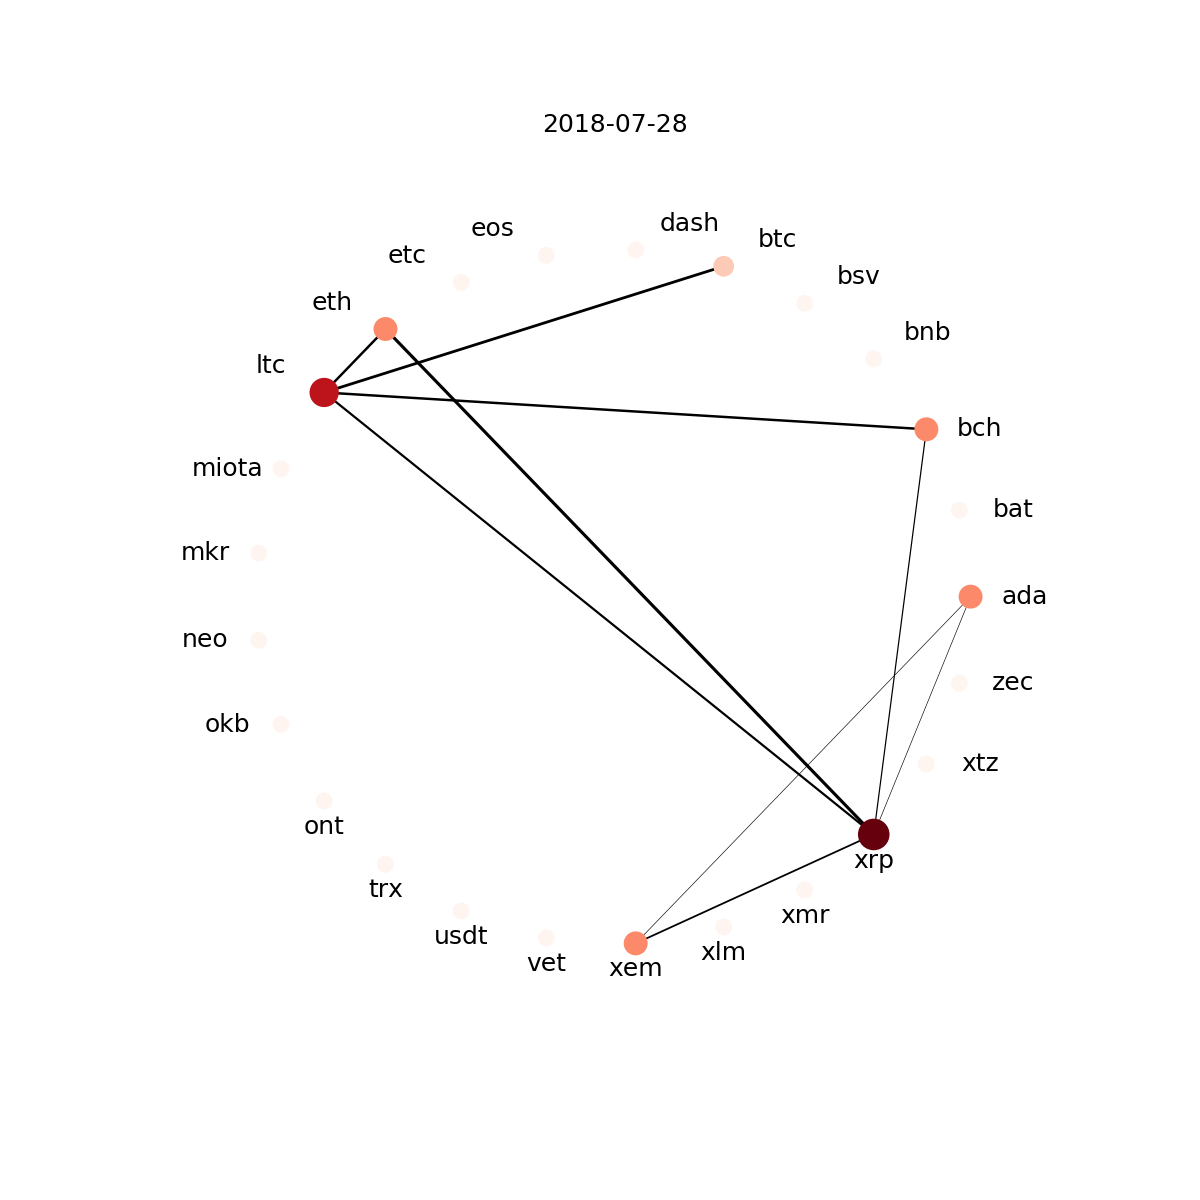 2018-07-28
dash
eos
btc
etc
bsv
eth
bnb
ltc
bch
miota
bat
mkr
ada
neo
zec
okb
xtz
ont
xrp
trx
xmr
usdt
xlm
vet
xem